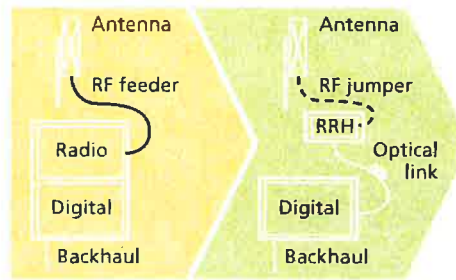 Antenna
RF feeder
Radio
Digital
Backhaul
Antenna
RF jumper
RRH
Optical
link
Digital
Backhaul